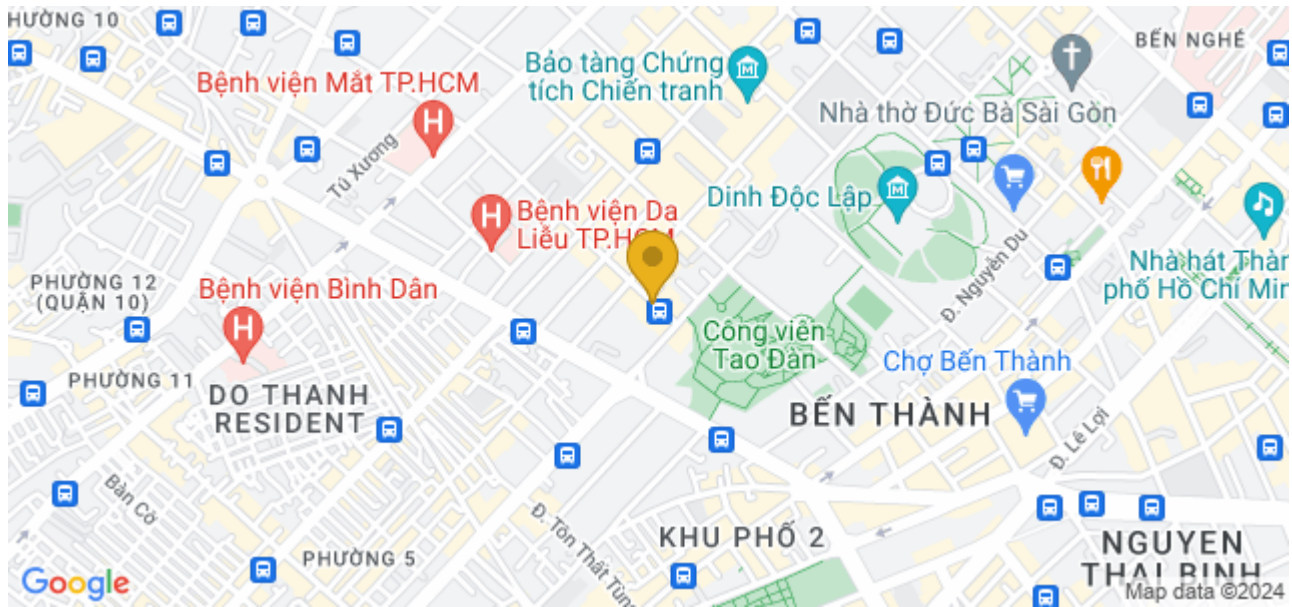 HƯỜNG 10
BẾN NGHÉ
Bảo tàng Chứng
tích Chiến tranh
Bệnh viện Mắt TP.HCM
Nhà thờ Đức Bà Sài Gòn
Tú Xương
Dinh Độc Lập
Bệnh viện Da
Liễu TP.HCM
Đ. Nguyễn Du
Nhà hát Thàn
phố Hồ Chí Min
PHƯỜNG 12
(QUẬN 10)
Bệnh viện Bình Dân
Công viên
Tao Đàn
Chợ Bến Thành
PHƯỜNG 11
DO THANH
RESIDENT
BẾN THÀNH
Đ. Lê Lợi
Bàn Cờ
Đ. Tôn Thất Tùng
KHU PHỐ 2
PHƯỜNG 5
NGUYEN
THAI BINH
Google
Map data ©2024